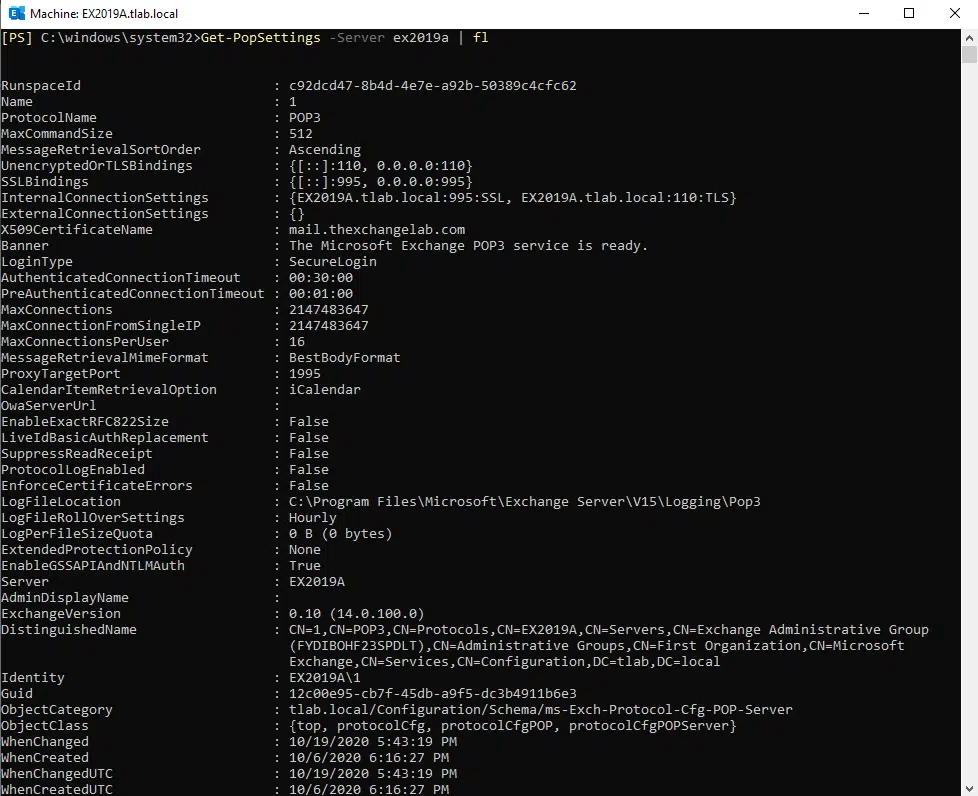 Machine: EX2019A.tlab.local
[PS] C:\windows\system32>Get-PopSettings -Server ex2019a | fl
RunspaceId : c92dcd47-8b4d-4e7e-a92b-50389c4cfc62
Name : 1
ProtocolName : POP3
MaxCommandSize : 512
MessageRetrievalSortOrder : Ascending
UnencryptedOrTLSBindings : {[::]:110, 0.0.0.0:110}
SSLBindings : {[::]:995, 0.0.0.0:995}
InternalConnectionSettings : {EX2019A.tlab.local:995:SSL, EX2019A.tlab.local:110:TLS}
ExternalConnectionSettings : {}
X509CertificateName : mail.thexchangelab.com
Banner : The Microsoft Exchange POP3 service is ready.
LoginType : SecureLogin
AuthenticatedConnectionTimeout : 00:30:00
PreAuthenticatedConnectionTimeout : 00:01:00
MaxConnections : 2147483647
MaxConnectionFromSingleIP : 2147483647
MaxConnectionsPerUser : 16
MessageRetrievalMimeFormat : BestBodyFormat
ProxyTargetPort : 1995
CalendarItemRetrievalOption : iCalendar
OwaServerUrl :
EnableExactRFC822Size : False
LiveIdBasicAuthReplacement : False
SuppressReadReceipt : False
ProtocolLogEnabled : False
EnforceCertificateErrors : False
LogFileLocation : C:\Program Files\Microsoft\Exchange Server\V15\Logging\Pop3
LogFileRollOverSettings : Hourly
LogPerFileSizeQuota : 0 B (0 bytes)
ExtendedProtectionPolicy : None
EnableGSSAPIAndNTLMAuth : True
Server : EX2019A
AdminDisplayName :
ExchangeVersion : 0.10 (14.0.100.0)
DistinguishedName : CN=1,CN=POP3,CN=Protocols,CN=EX2019A,CN=Servers,CN=Exchange Administrative Group
(FYDIBOHF23SPDLT),CN=Administrative Groups,CN=First Organization,CN=Microsoft
Exchange,CN=Services,CN=Configuration,DC=tlab,DC=local
Identity : EX2019A\1
Guid : 12c00e95-cb7f-45db-a9f5-dc3b4911b6e3
ObjectCategory : tlab.local/Configuration/Schema/ms-Exch-Protocol-Cfg-POP-Server
ObjectClass : {top, protocolCfg, protocolCfgPOP, protocolCfgPOPServer}
WhenChanged : 10/19/2020 5:43:19 PM
WhenCreated : 10/6/2020 6:16:27 PM
WhenChangedUTC : 10/19/2020 5:43:19 PM
WhenCreatedUTC : 10/6/2020 6:16:27 PM